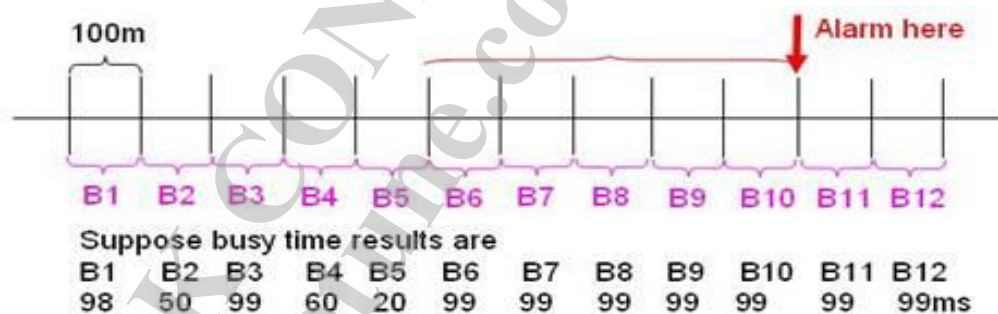 100m
Alarm here
B1 B2 B3 B4 B5 B6 B7 B8 B9 B10 B11 B12
Suppose busy time results are
B1 B2 B3 B4 B5 B6 B7 B8 B9 B10 B11 B12
98 50 99 60 20 99 99 99 99 99 99 99ms